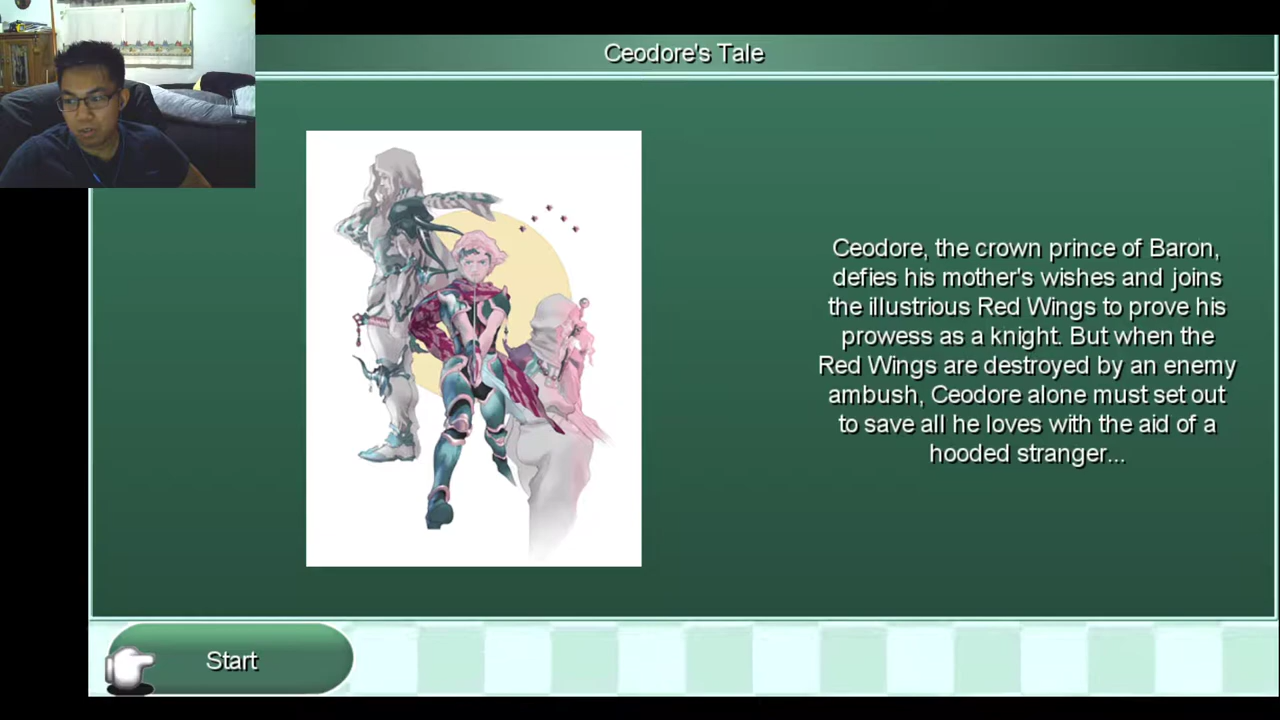 Ceodore's Tale
Ceodore, the crown prince of Baron,
defies his mother's wishes and joins
the illustrious Red Wings to prove his
prowess as a knight. But when the
Red Wings are destroyed by an enemy
ambush, Ceodore alone must set out
to save all he loves with the aid of a
hooded stranger...
Start